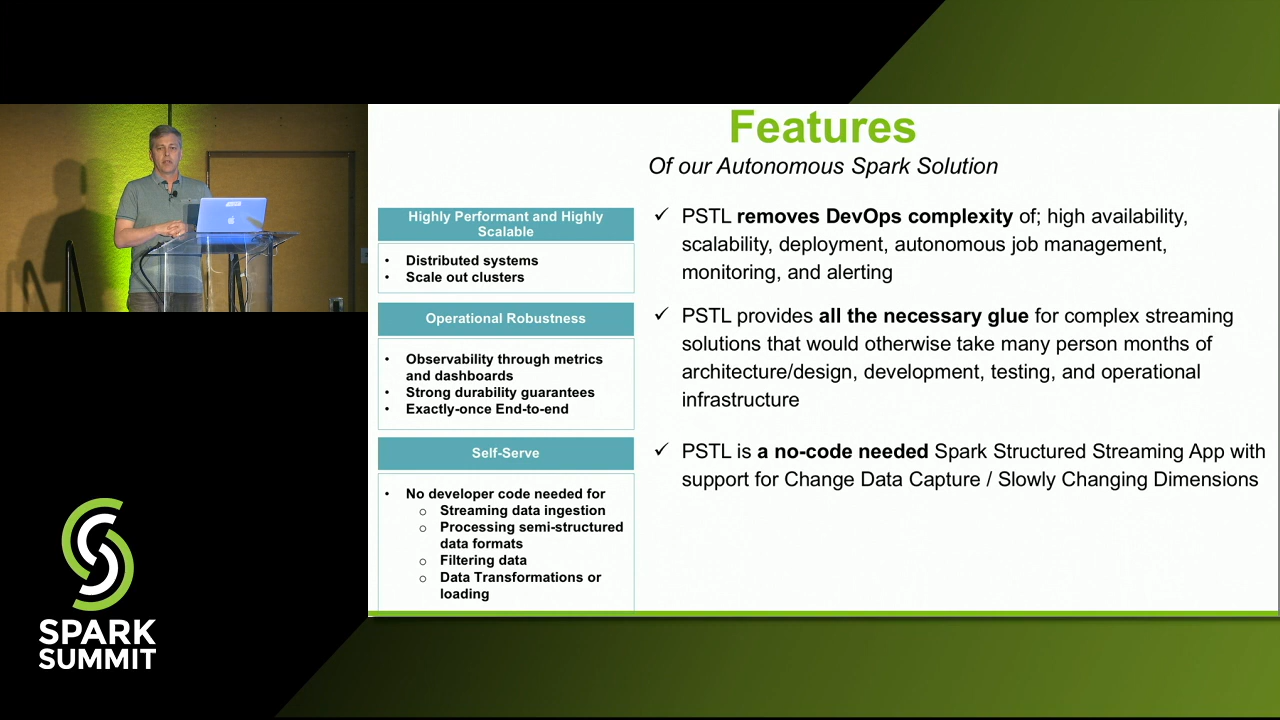 Features
Of our Autonomous Spark Solution
Highly Performant and Highly
Scalable
• Distributed systems
• Scale out clusters
Operational Robustness
• Observability through metrics
and dashboards
• Strong durability guarantees
• Exactly-once End-to-end
Self-Serve
• No developer code needed for
o Streaming data ingestion
o Processing semi-structured
data formats
o Filtering data
o Data Transformations or
loading
✓ PSTL removes DevOps complexity of; high availability,
scalability, deployment, autonomous job management,
monitoring, and alerting
✓ PSTL provides all the necessary glue for complex streaming
solutions that would otherwise take many person months of
architecture/design, development, testing, and operational
infrastructure
✓ PSTL is a no-code needed Spark Structured Streaming App with
support for Change Data Capture / Slowly Changing Dimensions
SPARK
SUMMIT